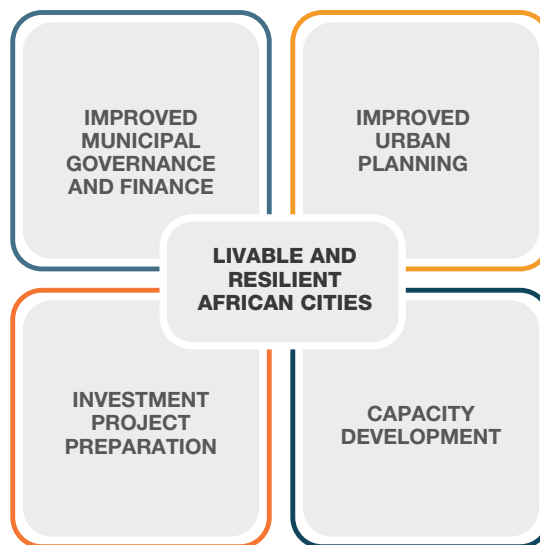 IMPROVED
MUNICIPAL
GOVERNANCE
AND FINANCE
IMPROVED
URBAN
PLANNING
LIVABLE AND
RESILIENT
AFRICAN CITIES
INVESTMENT
PROJECT
PREPARATION
CAPACITY
DEVELOPMENT